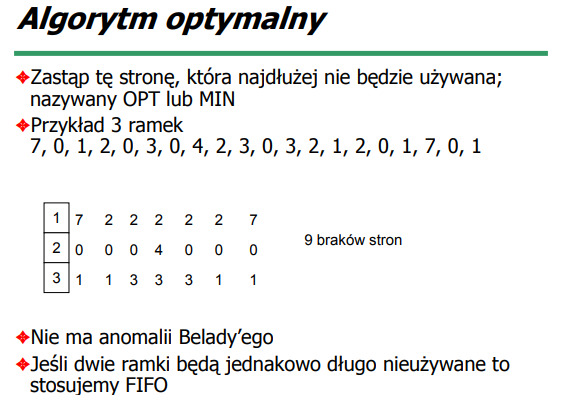 Algorytm optymalny
Zastąp tę stronę, która najdłużej nie będzie używana;
nazywany OPT lub MIN
Przykład 3 ramek
7, 0, 1, 2, 0, 3, 0, 4, 2, 3, 0, 3, 2, 1, 2, 0, 1, 7, 0, 1
1 7 2 2 2 2 2 7
2 0 0 0 4 0 0 0
3 1 1 3 3 3 1 1
9 braków stron
Nie ma anomalii Belady’ego
Jeśli dwie ramki będą jednakowo długo nieużywane to
stosujemy FIFO